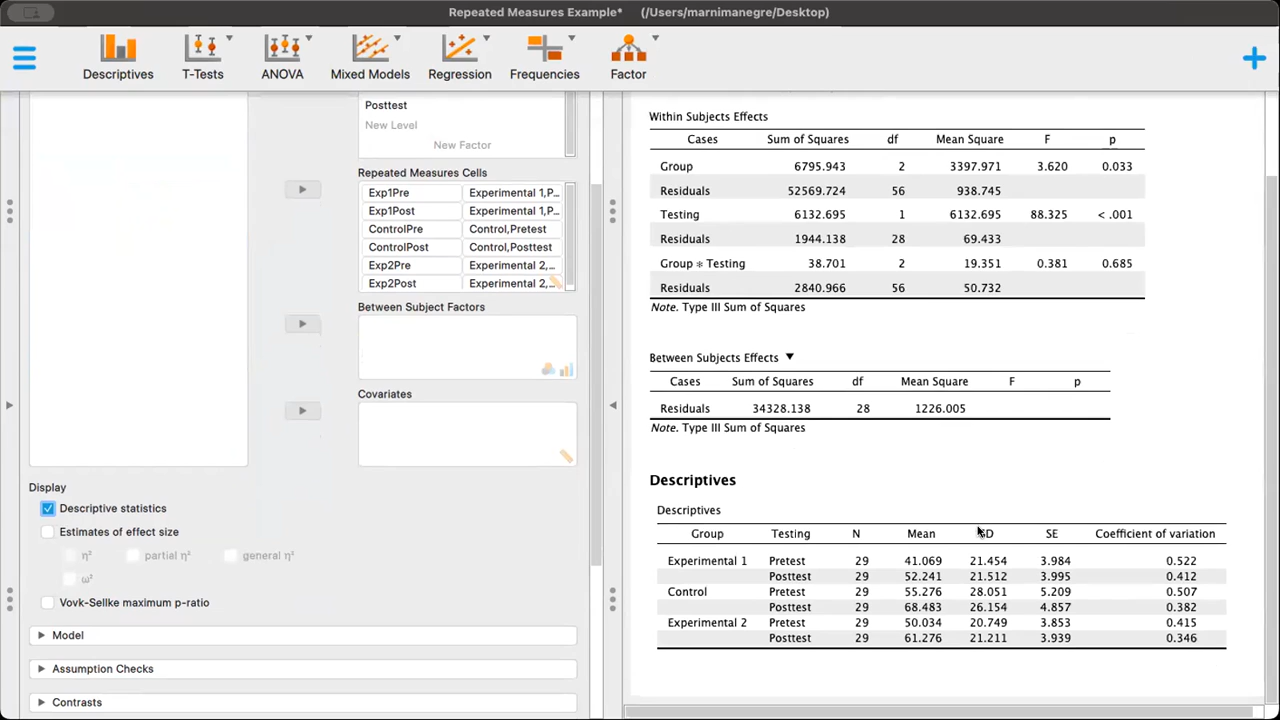 Repeated Measures Example* (/Users/marnimanegre/Desktop)
Descriptives T-Tests ANOVA Mixed Models Regression Frequencies Factor
Posttest
New Level
New Factor
Repeated Measures Cells
Exp1Pre Experimental 1,P...
Exp1Post Experimental 1,P...
ControlPre Control,Pretest
ControlPost Control,Posttest
Exp2Pre Experimental 2,...
Exp2Post Experimental 2,...
Between Subject Factors
Covariates
Display
Descriptive statistics
Estimates of effect size
η² partial η² general η²
ω²
Vovk-Sellke maximum p-ratio
Model
Assumption Checks
Contrasts
Within Subjects Effects
Cases Sum of Squares df Mean Square F p
Group 6795.943 2 3397.971 3.620 0.033
Residuals 52569.724 56 938.745
Testing 6132.695 1 6132.695 88.325 < .001
Residuals 1944.138 28 69.433
Group * Testing 38.701 2 19.351 0.381 0.685
Residuals 2840.966 56 50.732
Note. Type III Sum of Squares
Between Subjects Effects
Cases Sum of Squares df Mean Square F p
Residuals 34328.138 28 1226.005
Note. Type III Sum of Squares
Descriptives
Descriptives
Group Testing N Mean SD SE Coefficient of variation
Experimental 1 Pretest 29 41.069 21.454 3.984 0.522
Posttest 29 52.241 21.512 3.995 0.412
Control Pretest 29 55.276 28.051 5.209 0.507
Posttest 29 68.483 26.154 4.857 0.382
Experimental 2 Pretest 29 50.034 20.749 3.853 0.415
Posttest 29 61.276 21.211 3.939 0.346